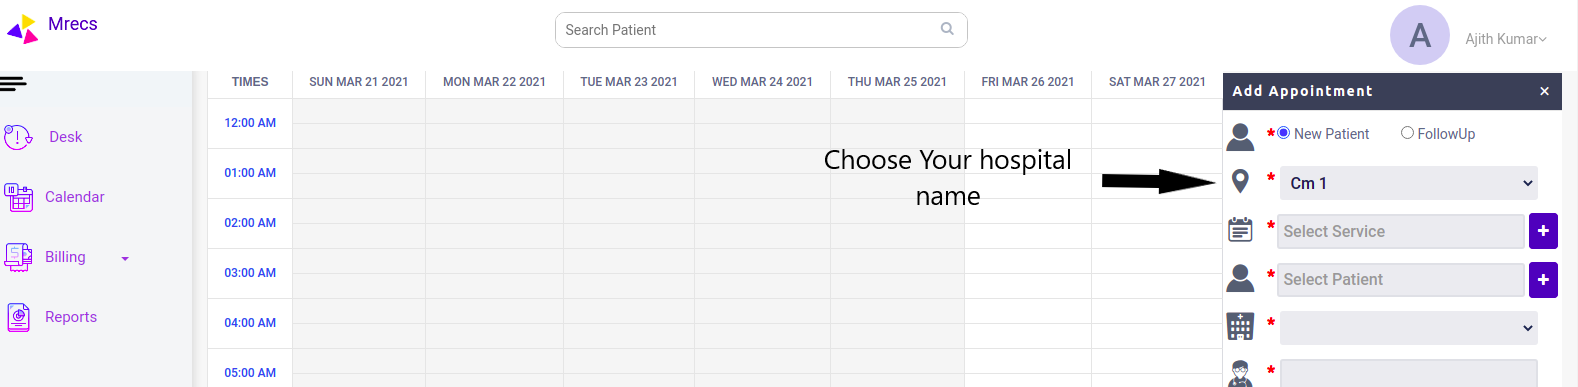 Mrecs
Search Patient
A
Ajith Kumar
TIMES
SUN MAR 21 2021
MON MAR 22 2021
TUE MAR 23 2021
WED MAR 24 2021
THU MAR 25 2021
FRI MAR 26 2021
SAT MAR 27 2021
Desk
Calendar
Billing
Reports
12:00 AM
01:00 AM
02:00 AM
03:00 AM
04:00 AM
05:00 AM
Choose Your hospital
name
Add Appointment ×
* New Patient FollowUp
* Cm 1
* Select Service +
* Select Patient +
*
*